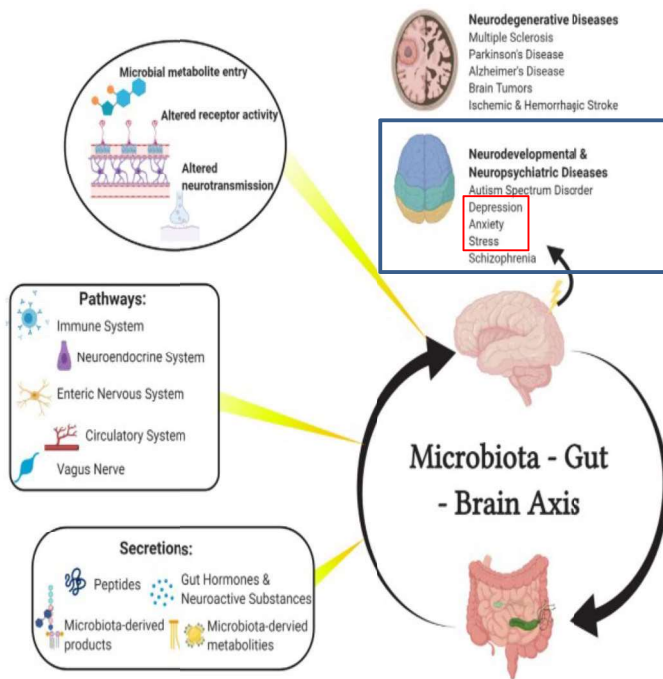 Microbial metabolite entry
Altered receptor activity
Altered
neurotransmission
Neurodegenerative Diseases
Multiple Sclerosis
Parkinson's Disease
Alzheimer's Disease
Brain Tumors
Ischemic & Hemorrhagic Stroke
Neurodevelopmental &
Neuropsychiatric Diseases
Autism Spectrum Disorder
Depression
Anxiety
Stress
Schizophrenia
Pathways:
Immune System
Neuroendocrine System
Enteric Nervous System
Circulatory System
Vagus Nerve
Microbiota - Gut
- Brain Axis
Secretions:
Peptides
Gut Hormones &
Neuroactive Substances
Microbiota-derived
products
Microbiota-dervied
metabolities